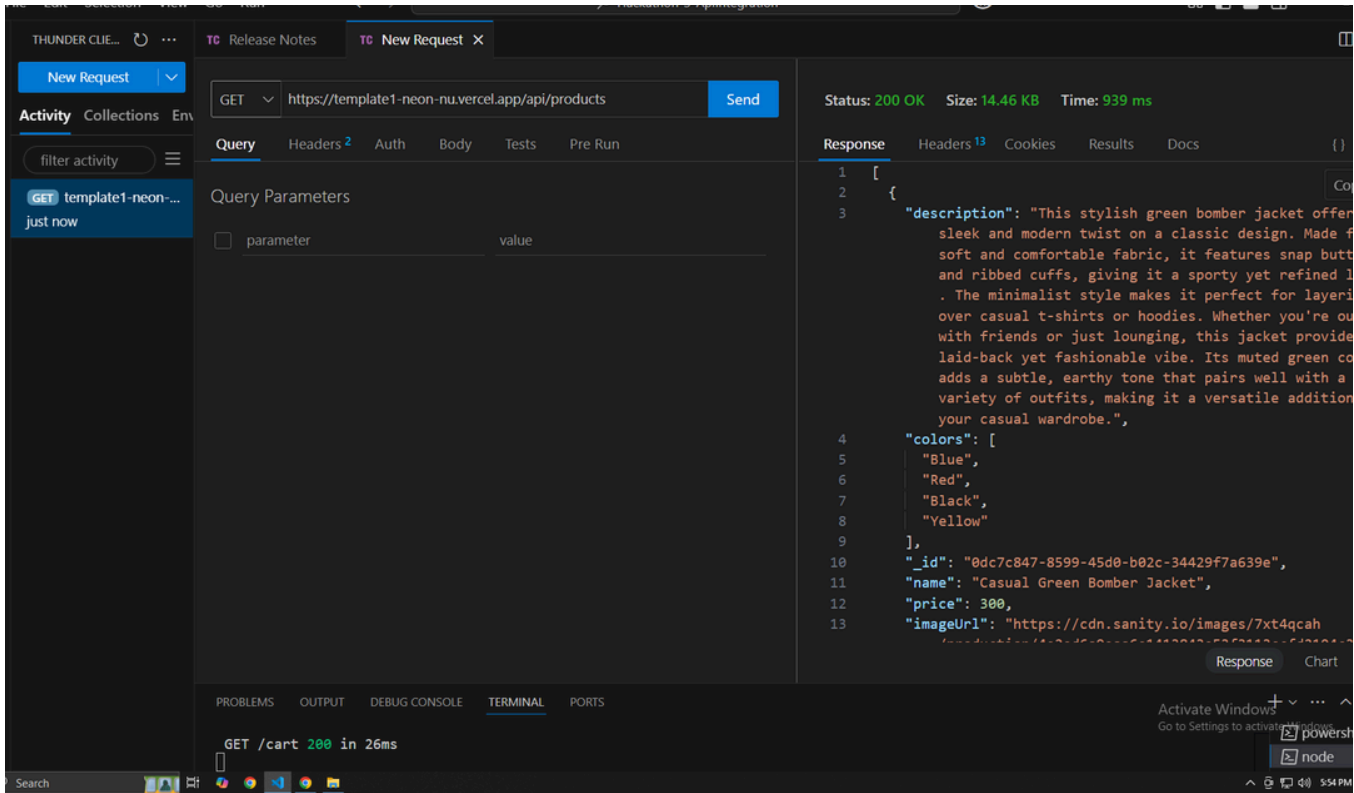 THUNDER CLIE...
TC Release Notes
TC New Request
New Request
Activity Collections Env
filter activity
GET template1-neon-...
just now
GET https://template1-neon-nu.vercel.app/api/products Send
Query Headers 2 Auth Body Tests Pre Run
Query Parameters
parameter value
Status: 200 OK Size: 14.46 KB Time: 939 ms
Response Headers 13 Cookies Results Docs { }
Cop
1 [
2 {
3 "description": "This stylish green bomber jacket offer
sleek and modern twist on a classic design. Made f
soft and comfortable fabric, it features snap butt
and ribbed cuffs, giving it a sporty yet refined l
. The minimalist style makes it perfect for layeri
over casual t-shirts or hoodies. Whether you're ou
with friends or just lounging, this jacket provide
laid-back yet fashionable vibe. Its muted green co
adds a subtle, earthy tone that pairs well with a
variety of outfits, making it a versatile addition
your casual wardrobe.",
4 "colors": [
5 "Blue",
6 "Red",
7 "Black",
8 "Yellow"
9 ],
10 "_id": "0dc7c847-8599-45d0-b02c-34429f7a639e",
11 "name": "Casual Green Bomber Jacket",
12 "price": 300,
13 "imageUrl": "https://cdn.sanity.io/images/7xt4qcah
Response Chart
PROBLEMS OUTPUT DEBUG CONSOLE TERMINAL PORTS
GET /cart 200 in 26ms
Activate Windows
Go to Settings to activate Windows.
powersh
node
Search
5:54 PM